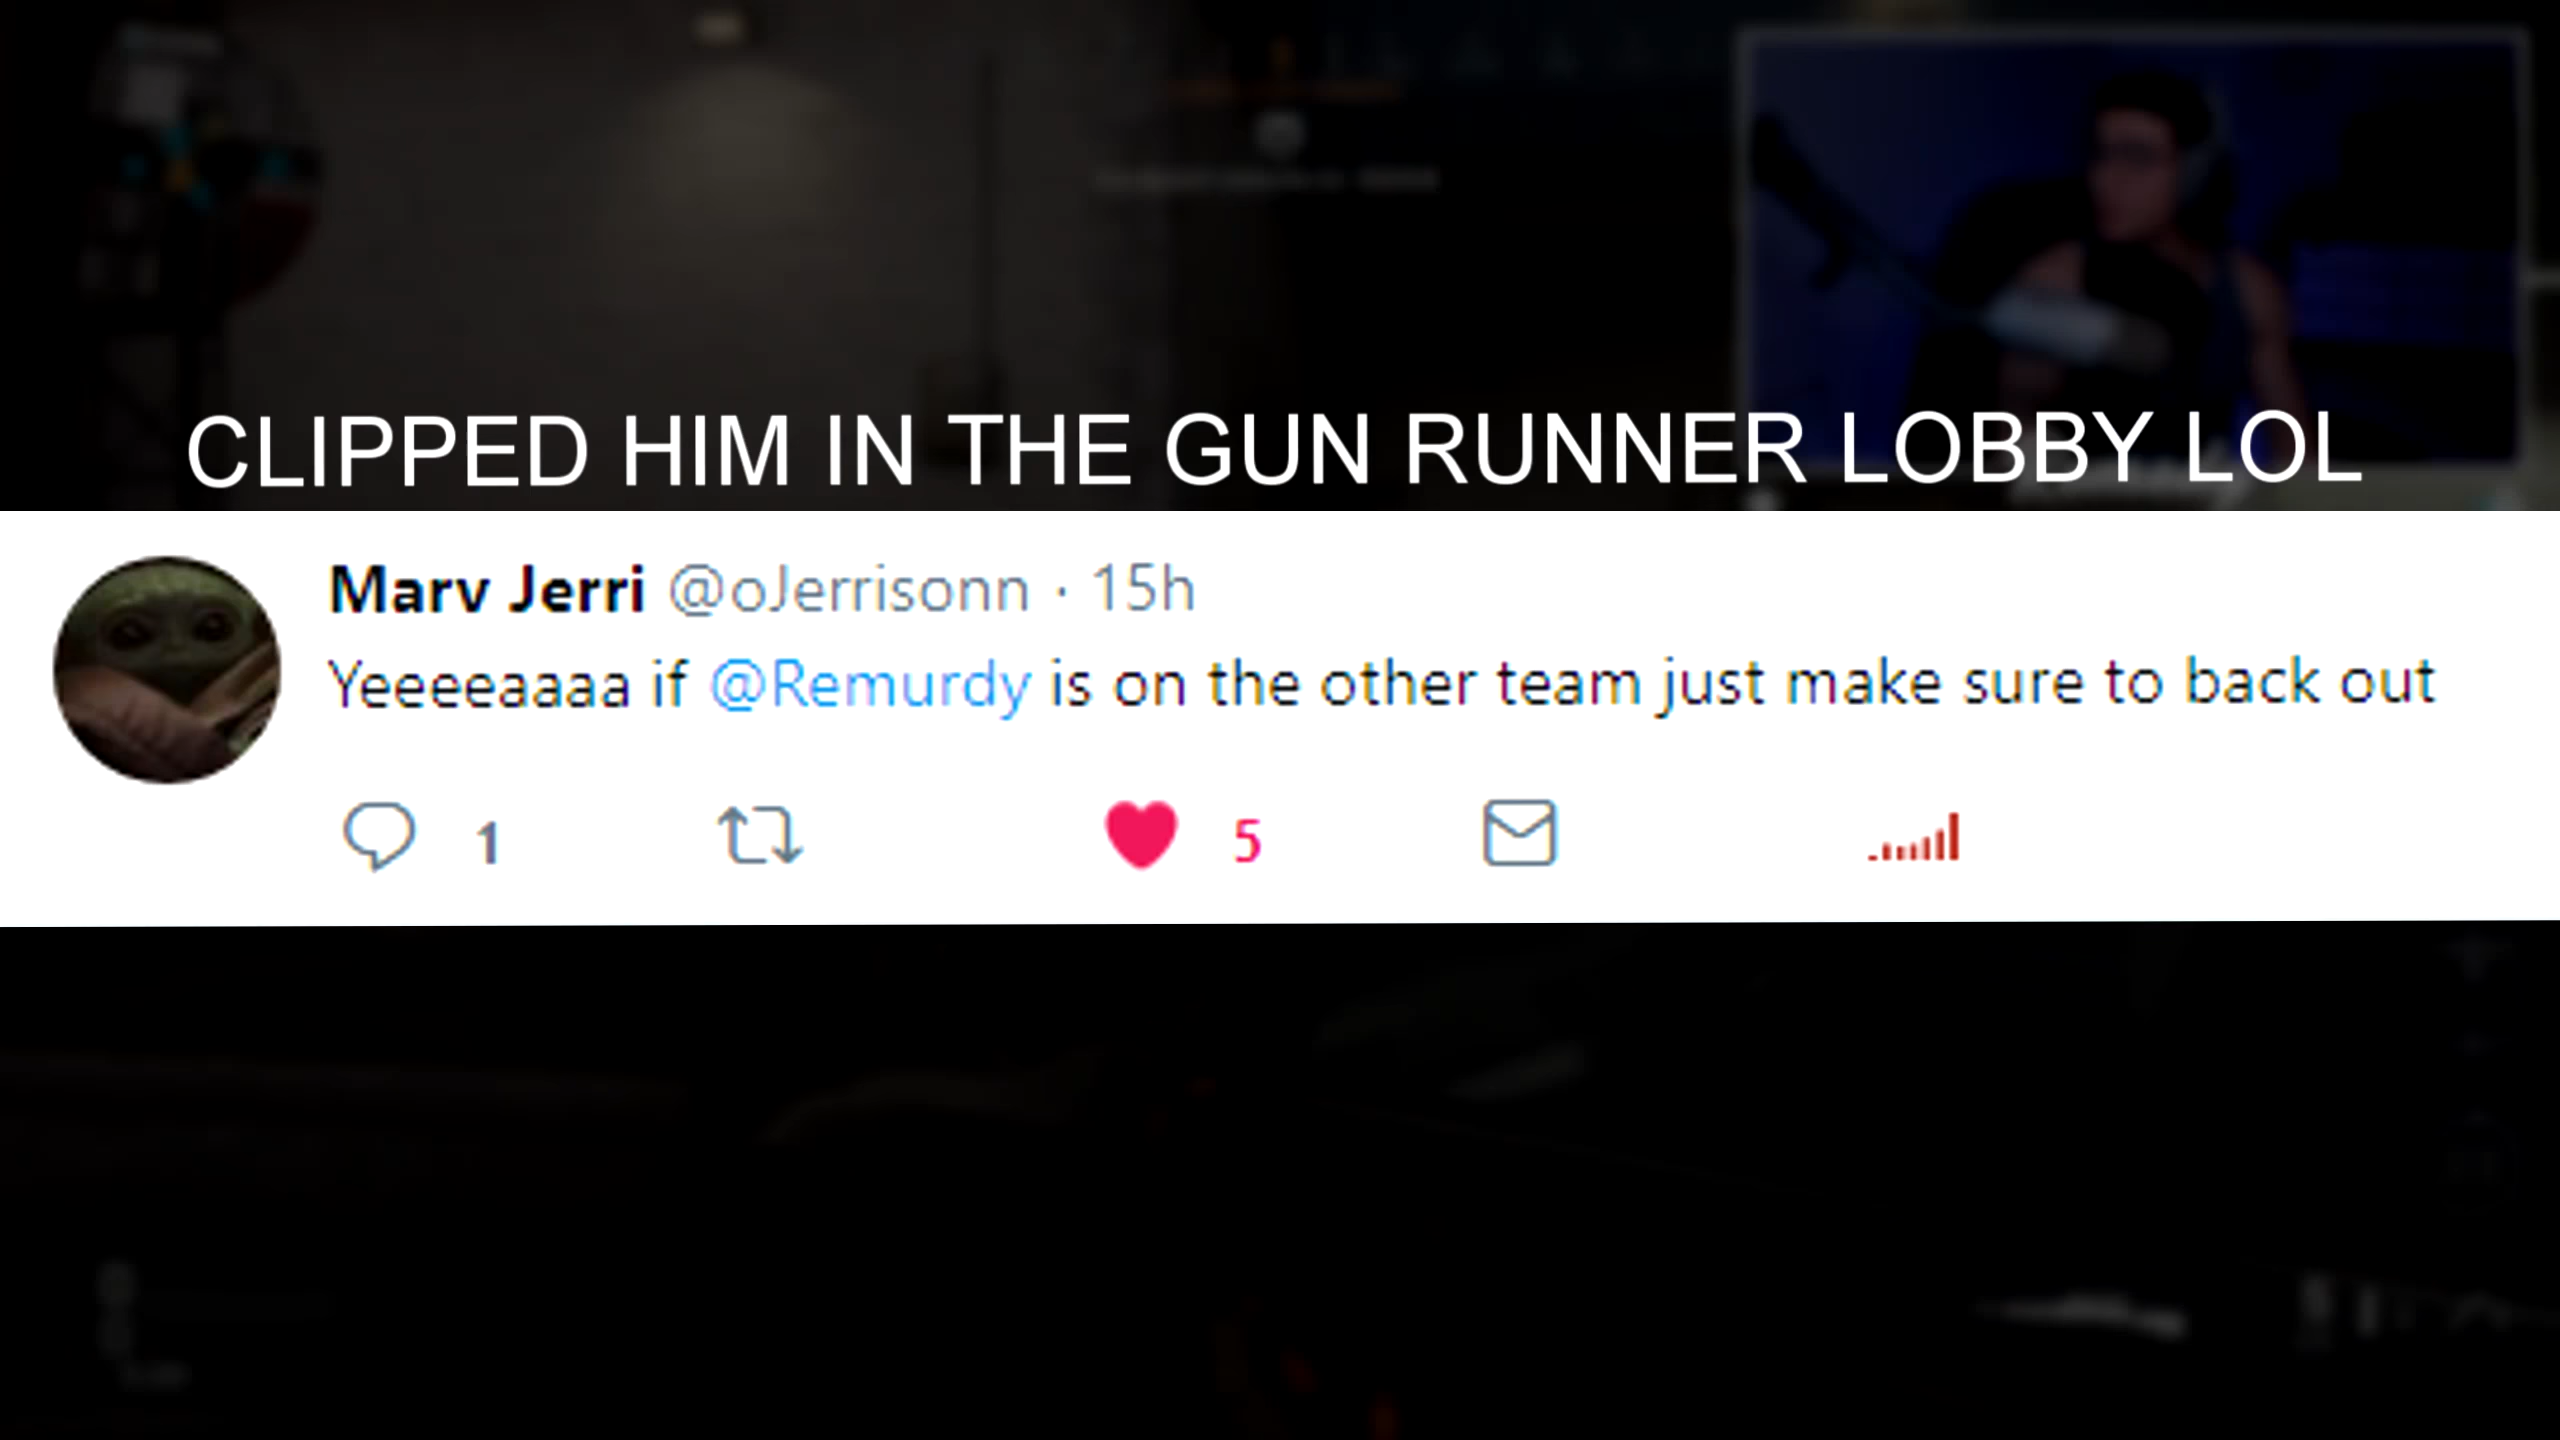 CLIPPED HIM IN THE GUN RUNNER LOBBY LOL
Marv Jerri @oJerrisonn · 15h
Yeeeeaaaa if @Remurdy is on the other team just make sure to back out
1 5